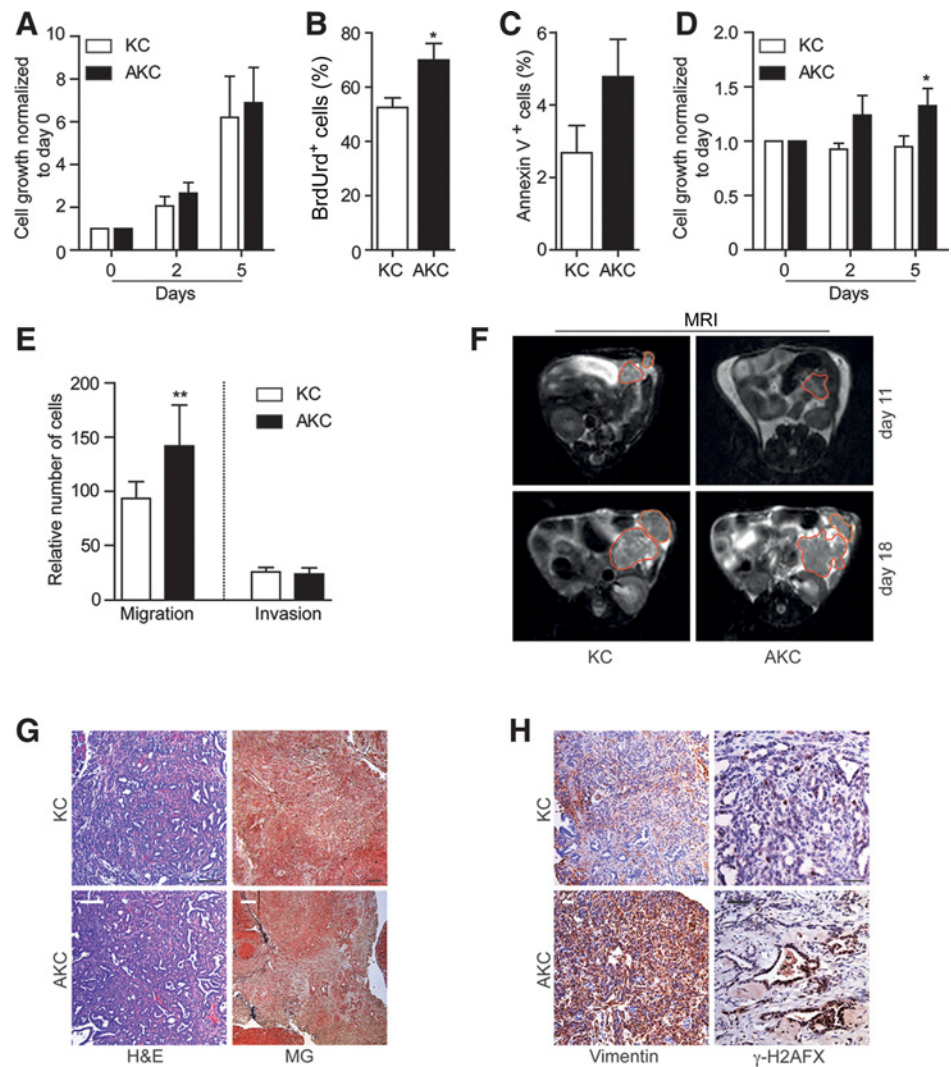 A
KC
AKC
Cell growth normalized
to day 0
10
8
6
4
2
0
0 2 5
Days
B
BrdUrd+ cells (%)
80
60
40
20
0
*
KC AKC
C
Annexin V+ cells (%)
6
4
2
0
KC AKC
D
KC
AKC
Cell growth normalized
to day 0
2.0
1.5
1.0
0.5
0
*
0 2 5
Days
E
KC
AKC
Relative number of cells
200
150
100
50
0
**
Migration Invasion
F
MRI
day 11
day 18
KC AKC
G
KC
AKC
H&E MG
H
KC
AKC
Vimentin γ-H2AFX